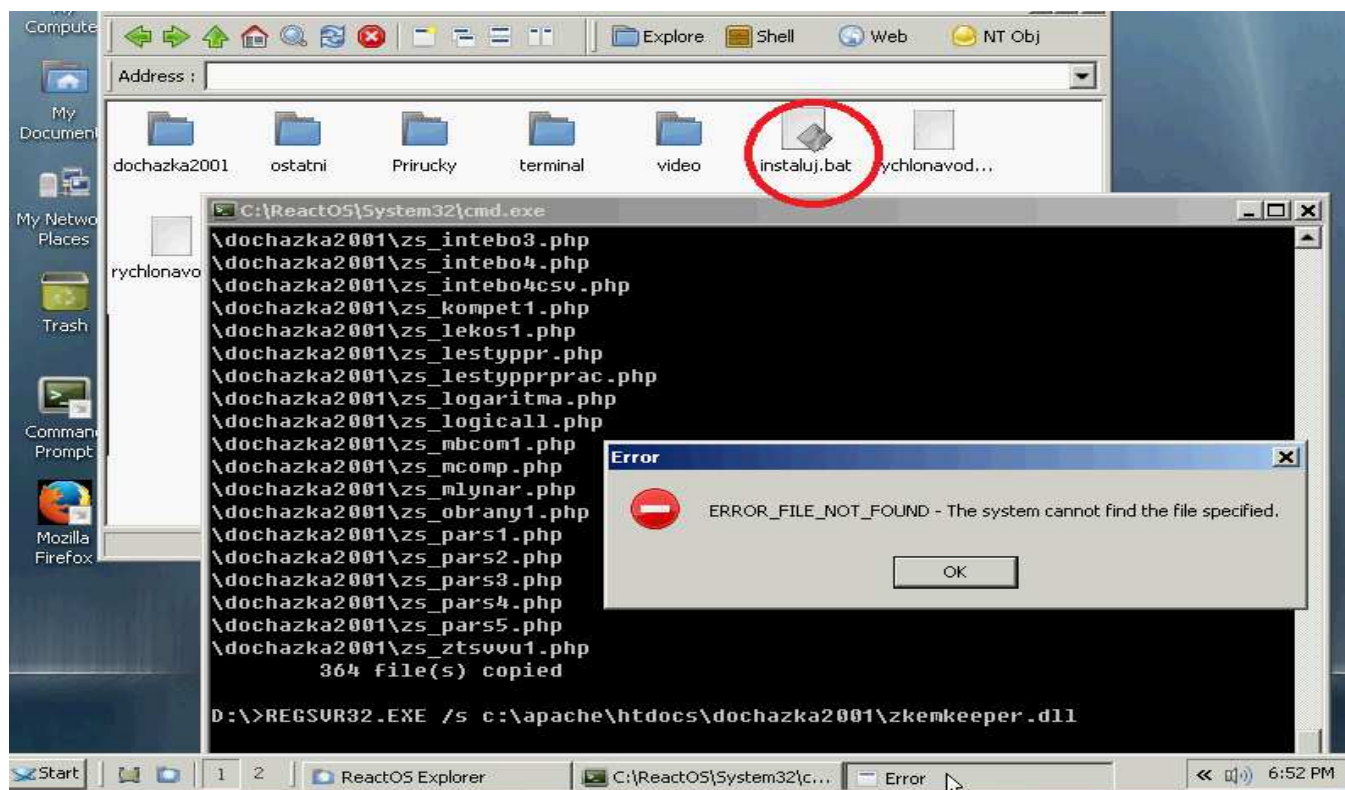 Compute
Explore Shell Web NT Obj
Address :
My
Document
dochazka2001 ostatni Prirucky terminal video instaluj.bat ychlonavod...
My Netwo
Places
rychlonavo
Trash
Comman
Prompt
Mozilla
Firefox
C:\ReactOS\System32\cmd.exe
\dochazka2001\zs_intebo3.php
\dochazka2001\zs_intebo4.php
\dochazka2001\zs_intebo4csv.php
\dochazka2001\zs_kompet1.php
\dochazka2001\zs_lekos1.php
\dochazka2001\zs_lestyppr.php
\dochazka2001\zs_lestypprprac.php
\dochazka2001\zs_logaritma.php
\dochazka2001\zs_logicall.php
\dochazka2001\zs_mbcom1.php
\dochazka2001\zs_mcomp.php
\dochazka2001\zs_mlynar.php
\dochazka2001\zs_obrany1.php
\dochazka2001\zs_pars1.php
\dochazka2001\zs_pars2.php
\dochazka2001\zs_pars3.php
\dochazka2001\zs_pars4.php
\dochazka2001\zs_pars5.php
\dochazka2001\zs_ztsvvu1.php
364 file(s) copied
D:\>REGSVR32.EXE /s c:\apache\htdocs\dochazka2001\zkemkeeper.dll
Error
ERROR_FILE_NOT_FOUND - The system cannot find the file specified.
OK
Start 1 2 ReactOS Explorer C:\ReactOS\System32\c... Error 6:52 PM